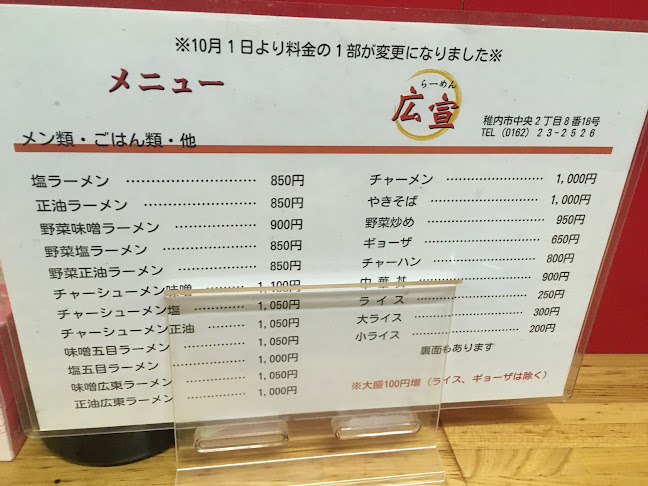 ※10月1日より料金の1部が変更になりました※
メニュー
らーめん
広宣
稚内市中央2丁目8番18号
TEL (0162) 23-2526
メン類・ごはん類・他
塩ラーメン ………………… 850円
正油ラーメン ………………… 850円
野菜味噌ラーメン ………………… 900円
野菜塩ラーメン ………………… 850円
野菜正油ラーメン ………………… 850円
チャーシューメン味噌 ………………… 1,100円
チャーシューメン塩 ………………… 1,050円
チャーシューメン正油 ………………… 1,050円
味噌五目ラーメン ………………… 1,050円
塩五目ラーメン ………………… 1,000円
味噌広東ラーメン ………………… 1,050円
正油広東ラーメン ………………… 1,000円
チャーメン ………………… 1,000円
やきそば ………………… 1,000円
野菜炒め ………………… 950円
ギョーザ ………………… 650円
チャーハン ………………… 800円
中華丼 ………………… 900円
ライス ………………… 250円
大ライス ………………… 300円
小ライス ………………… 200円
裏面もあります
※大盛100円増（ライス、ギョーザは除く）